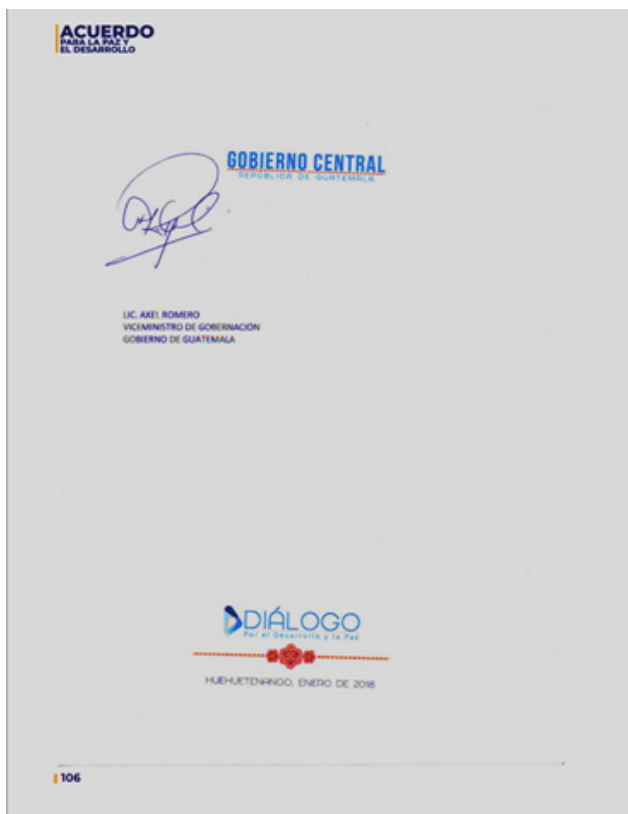 ACUERDO
PARA LA PAZ Y
EL DESARROLLO
GOBIERNO CENTRAL
REPÚBLICA DE GUATEMALA
LIC. AXEL ROMERO
VICEMINISTRO DE GOBERNACIÓN
GOBIERNO DE GUATEMALA
DIÁLOGO
Por el Desarrollo y la Paz
HUEHUETENANGO, ENERO DE 2018
106